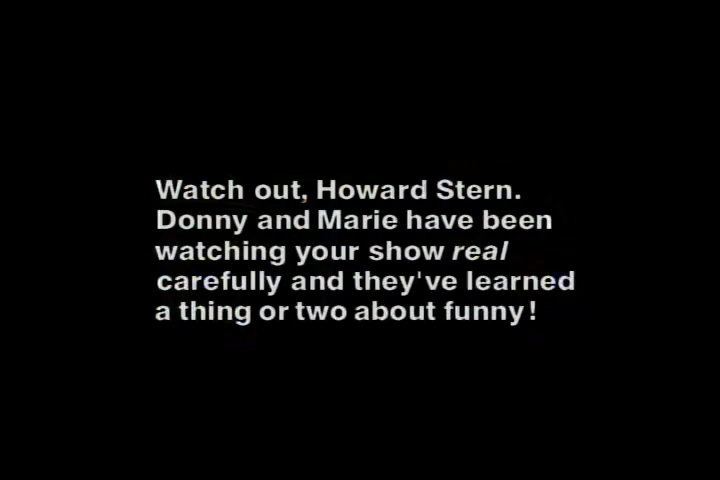 Watch out, Howard Stern.
Donny and Marie have been
watching your show real
carefully and they've learned
a thing or two about funny!